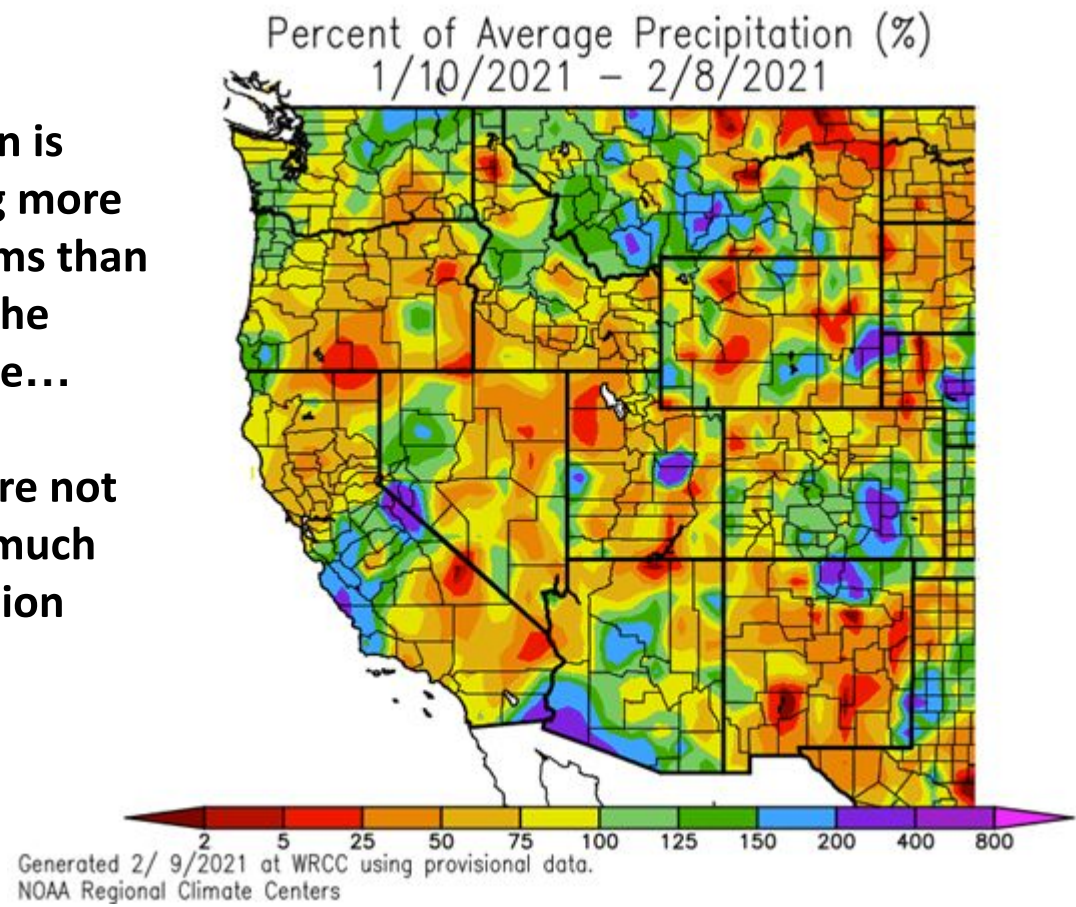 Percent of Average Precipitation (%)
1/10/2021 – 2/8/2021
n is
g more
ms than
he
e…
re not
much
ion
2 5 25 50 75 100 125 150 200 400 800
Generated 2/ 9/2021 at WRCC using provisional data.
NOAA Regional Climate Centers